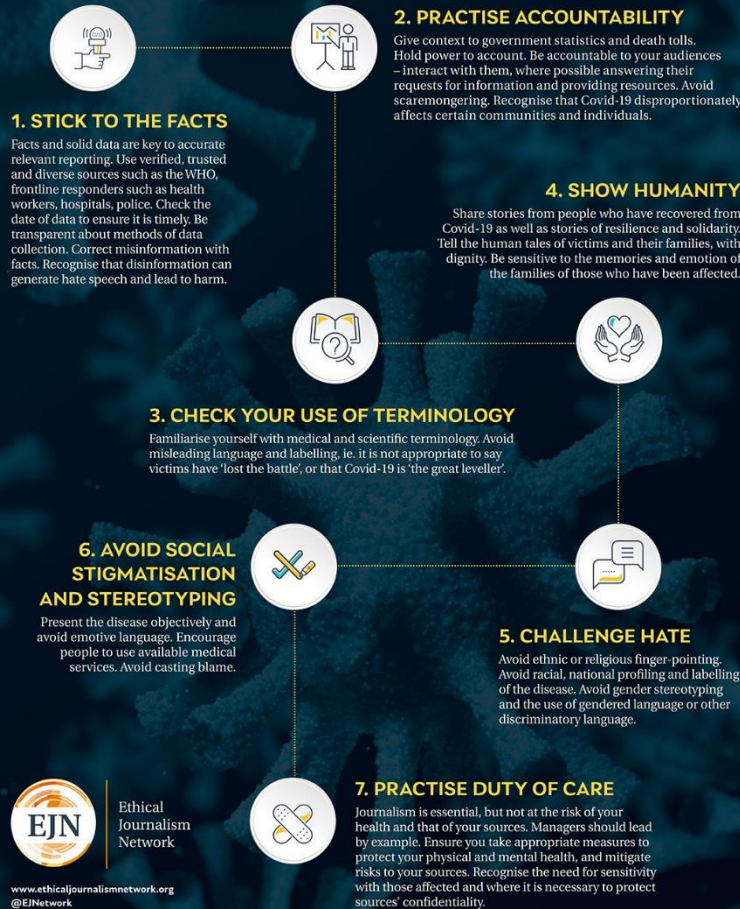 1. STICK TO THE FACTS
Facts and solid data are key to accurate
relevant reporting. Use verified, trusted
and diverse sources such as the WHO,
frontline responders such as health
workers, hospitals, police. Check the
date of data to ensure it is timely. Be
transparent about methods of data
collection. Correct misinformation with
facts. Recognise that disinformation can
generate hate speech and lead to harm.
2. PRACTISE ACCOUNTABILITY
Give context to government statistics and death tolls.
Hold power to account. Be accountable to your audiences
– interact with them, where possible answering their
requests for information and providing resources. Avoid
scaremongering. Recognise that Covid-19 disproportionately
affects certain communities and individuals.
3. CHECK YOUR USE OF TERMINOLOGY
Familiarise yourself with medical and scientific terminology. Avoid
misleading language and labelling, ie. it is not appropriate to say
victims have ‘lost the battle’, or that Covid-19 is ‘the great leveller’.
4. SHOW HUMANITY
Share stories from people who have recovered from
Covid-19 as well as stories of resilience and solidarity.
Tell the human tales of victims and their families, with
dignity. Be sensitive to the memories and emotion of
the families of those who have been affected.
5. CHALLENGE HATE
Avoid ethnic or religious finger-pointing.
Avoid racial, national profiling and labelling
of the disease. Avoid gender stereotyping
and the use of gendered language or other
discriminatory language.
6. AVOID SOCIAL
STIGMATISATION
AND STEREOTYPING
Present the disease objectively and
avoid emotive language. Encourage
people to use available medical
services. Avoid casting blame.
7. PRACTISE DUTY OF CARE
Journalism is essential, but not at the risk of your
health and that of your sources. Managers should lead
by example. Ensure you take appropriate measures to
protect your physical and mental health, and mitigate
risks to your sources. Recognise the need for sensitivity
with those affected and where it is necessary to protect
sources’ confidentiality.
EJN
Ethical
Journalism
Network
www.ethicaljournalismnetwork.org
@EJNetwork